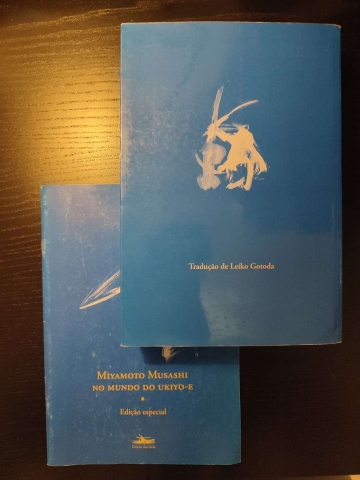 Tradução de Leiko Gotoda
Miyamoto Musashi
no mundo do ukiyo-e
Edição especial